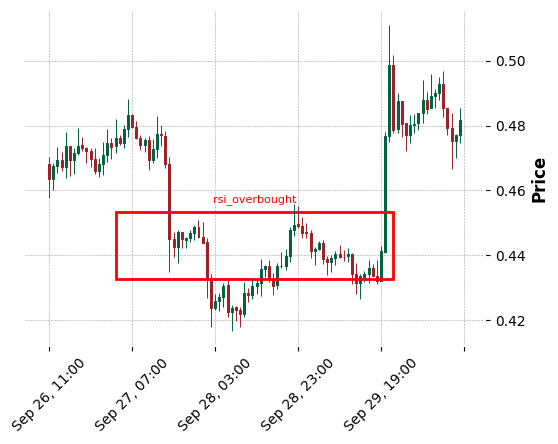 0.50
0.48
0.46
0.44
0.42
Price
rsi_overbought
Sep 26, 11:00
Sep 27, 07:00
Sep 28, 03:00
Sep 28, 23:00
Sep 29, 19:00